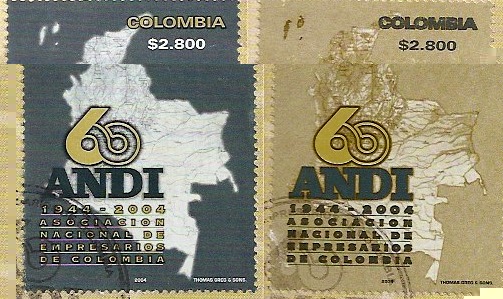 COLOMBIA
$2.800
60
ANDI
1944-2004
ASOCIACION
NACIONAL DE
EMPRESARIOS
DE COLOMBIA
2004
THOMAS GREG & SONS.
COLOMBIA
$2.800
60
ANDI
1944-2004
ASOCIACION
NACIONAL DE
EMPRESARIOS
DE COLOMBIA
2004
THOMAS GREG & SONS.